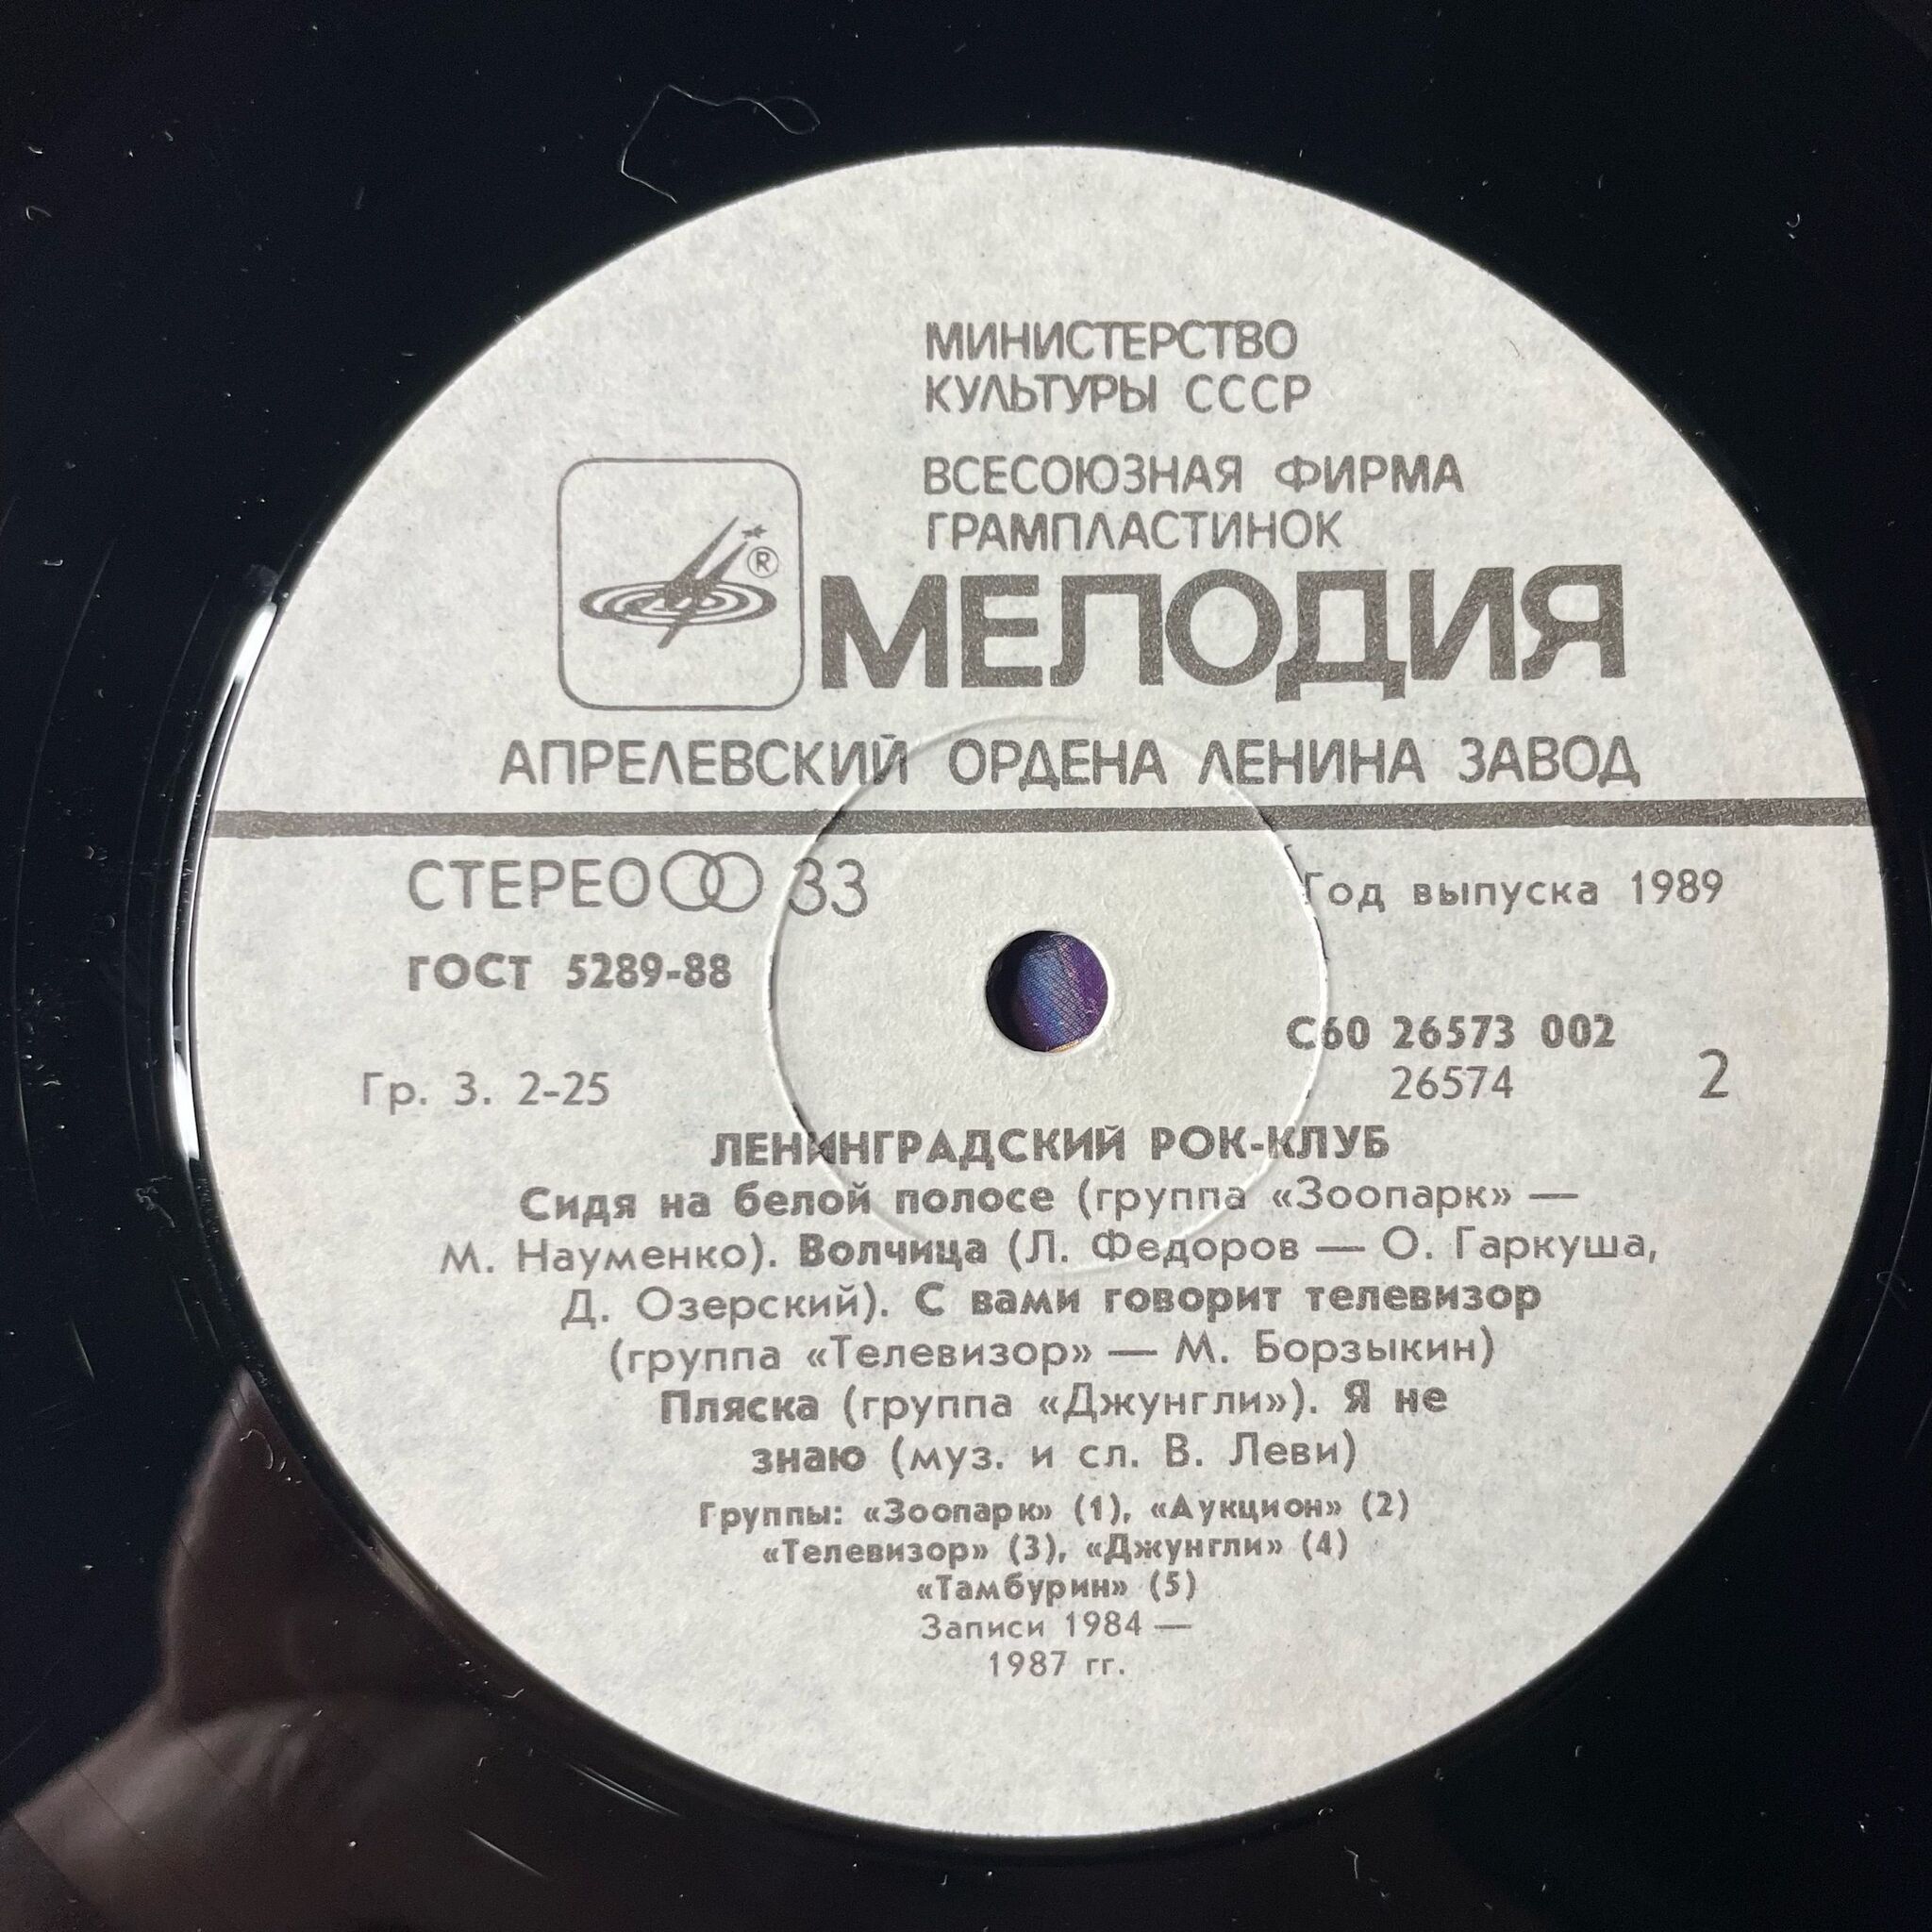 МИНИСТЕРСТВО
КУЛЬТУРЫ СССР
ВСЕСОЮЗНАЯ ФИРМА
ГРАМПЛАСТИНОК
®
МЕЛОДИЯ
АПРЕЛЕВСКИЙ ОРДЕНА ЛЕНИНА ЗАВОД
СТЕРЕО 33
Год выпуска 1989
ГОСТ 5289-88
С60 26573 002
Гр. 3. 2-25
26574
2
ЛЕНИНГРАДСКИЙ РОК-КЛУБ
Сидя на белой полосе (группа «Зоопарк» —
М. Науменко). Волчица (Л. Федоров — О. Гаркуша,
Д. Озерский). С вами говорит телевизор
(группа «Телевизор» — М. Борзыкин)
Пляска (группа «Джунгли»). Я не
знаю (муз. и сл. В. Леви)
Группы: «Зоопарк» (1), «Аукцион» (2)
«Телевизор» (3), «Джунгли» (4)
«Тамбурин» (5)
Записи 1984 —
1987 гг.